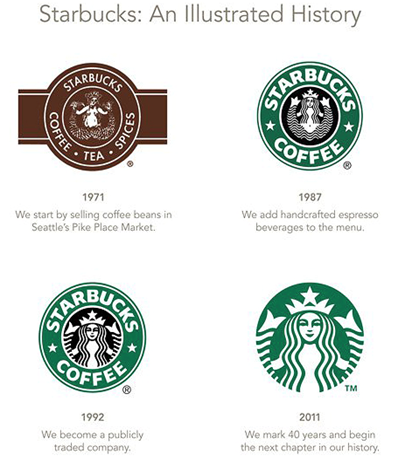 Starbucks: An Illustrated History
STARBUCKS
COFFEE • TEA • SPICES
®
1971
We start by selling coffee beans in
Seattle's Pike Place Market.
STARBUCKS
COFFEE
®
1987
We add handcrafted espresso
beverages to the menu.
STARBUCKS
COFFEE
®
1992
We become a publicly
traded company.
TM
2011
We mark 40 years and begin
the next chapter in our history.